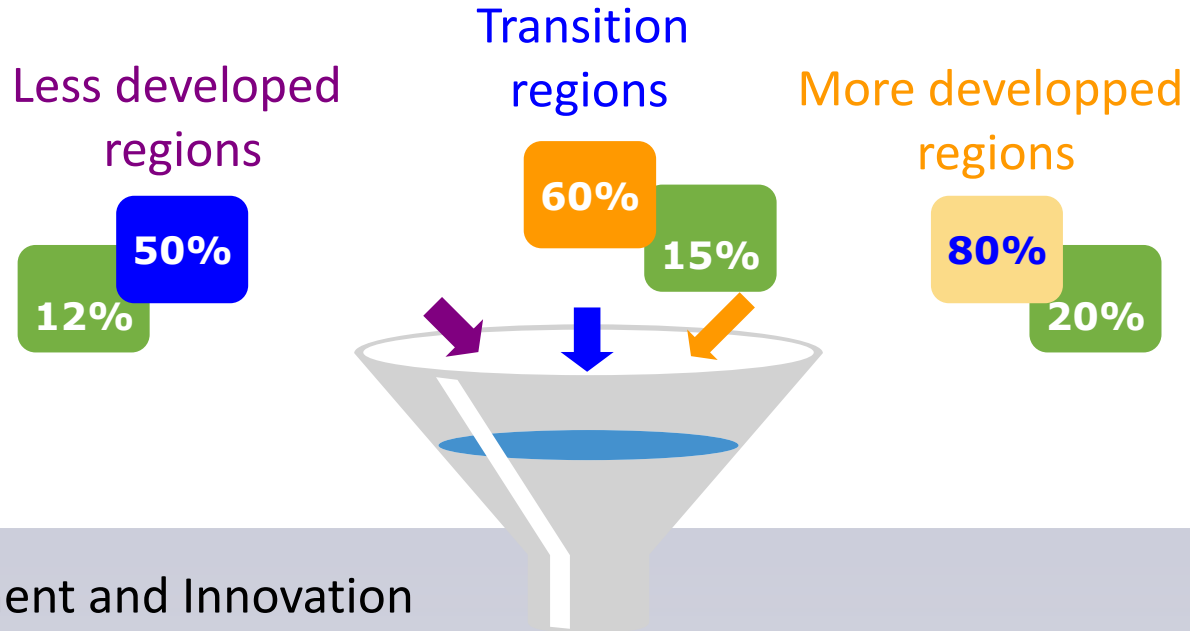 Less developed
regions
50%
12%
Transition
regions
60%
15%
More developped
regions
80%
20%
ent and Innovation